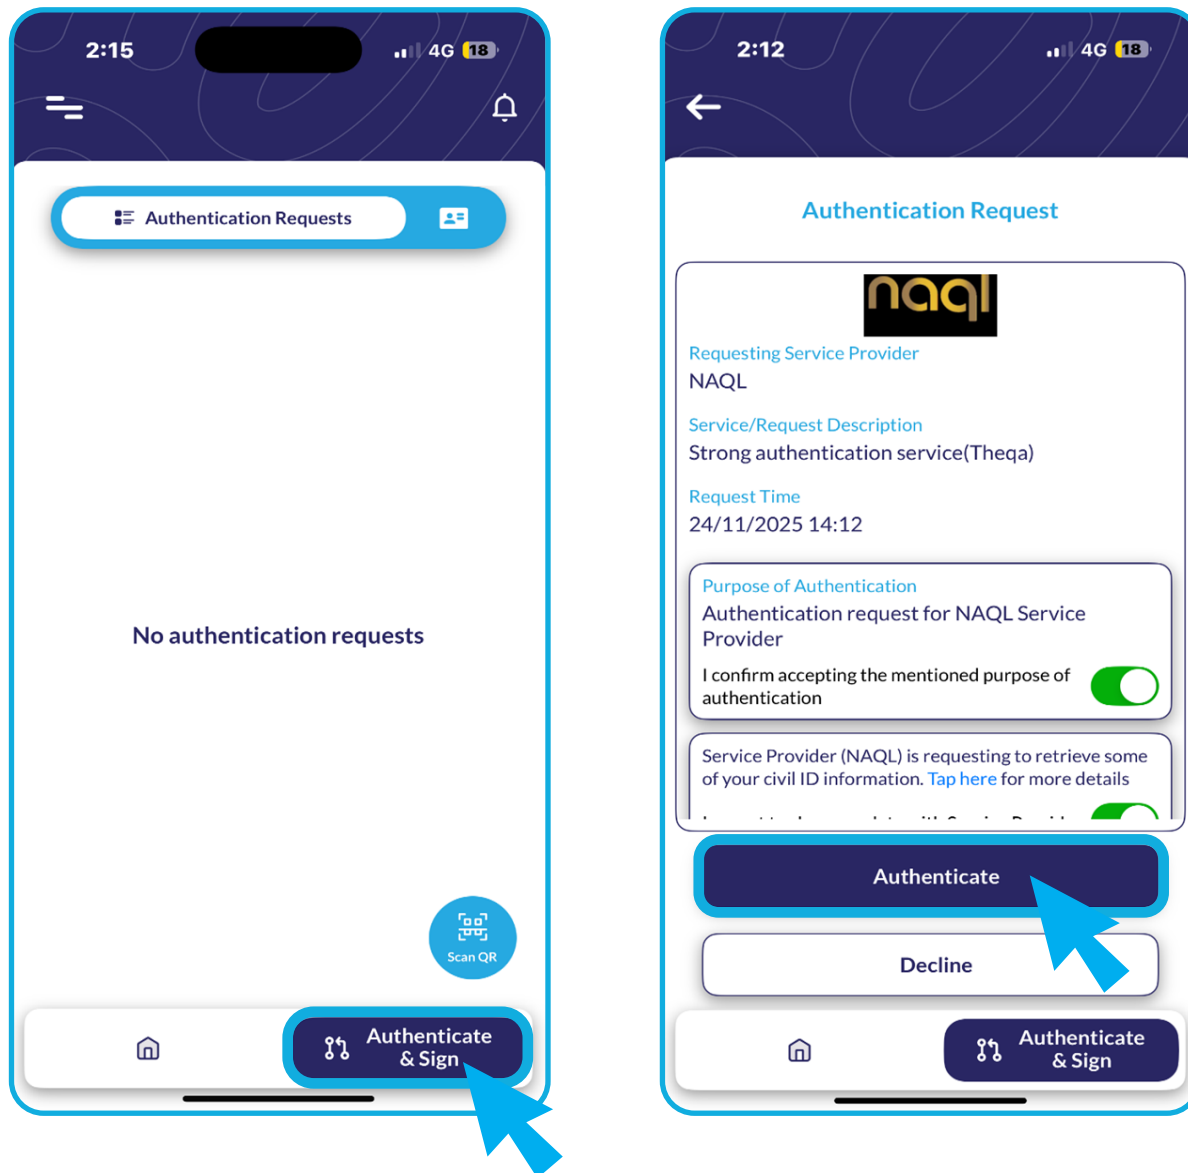 2:15
4G 18
Authentication Requests
No authentication requests
Scan QR
Authenticate
& Sign
2:12
4G 18
Authentication Request
naql
Requesting Service Provider
NAQL
Service/Request Description
Strong authentication service(Theqa)
Request Time
24/11/2025 14:12
Purpose of Authentication
Authentication request for NAQL Service
Provider
I confirm accepting the mentioned purpose of
authentication
Service Provider (NAQL) is requesting to retrieve some
of your civil ID information. Tap here for more details
Authenticate
Decline
Authenticate
& Sign